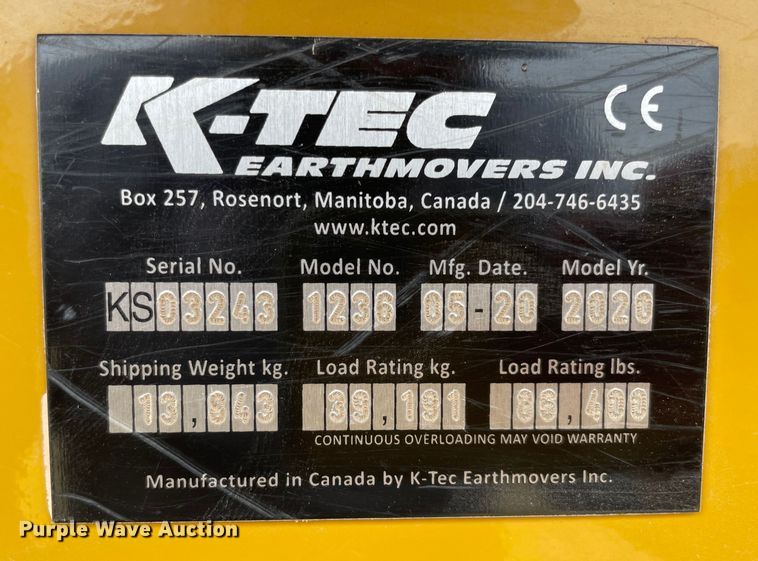 K-TEC
EARTHMOVERS INC.
CE
Box 257, Rosenort, Manitoba, Canada / 204-746-6435
www.ktec.com
Serial No. Model No. Mfg. Date. Model Yr.
KS03243 1236 05-20 2020
Shipping Weight kg. Load Rating kg. Load Rating lbs.
19,643 39,191 86,400
CONTINUOUS OVERLOADING MAY VOID WARRANTY
Manufactured in Canada by K-Tec Earthmovers Inc.
Purple Wave Auction